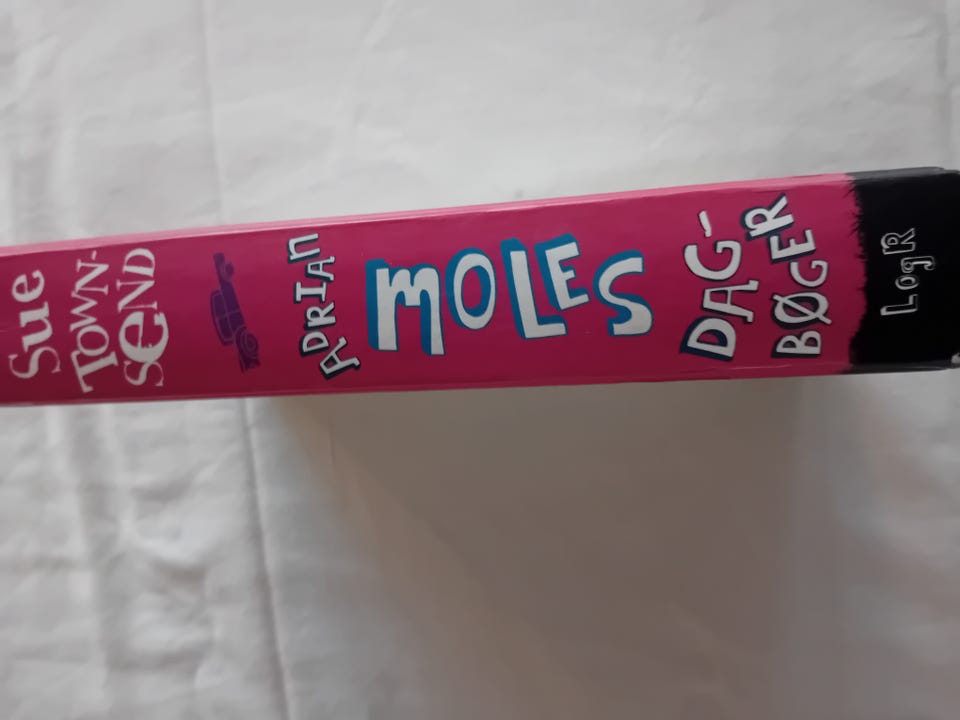 Sue
TOWN-
SEND
ADRIAN
MOLES
DAG-
BØGER
LogR